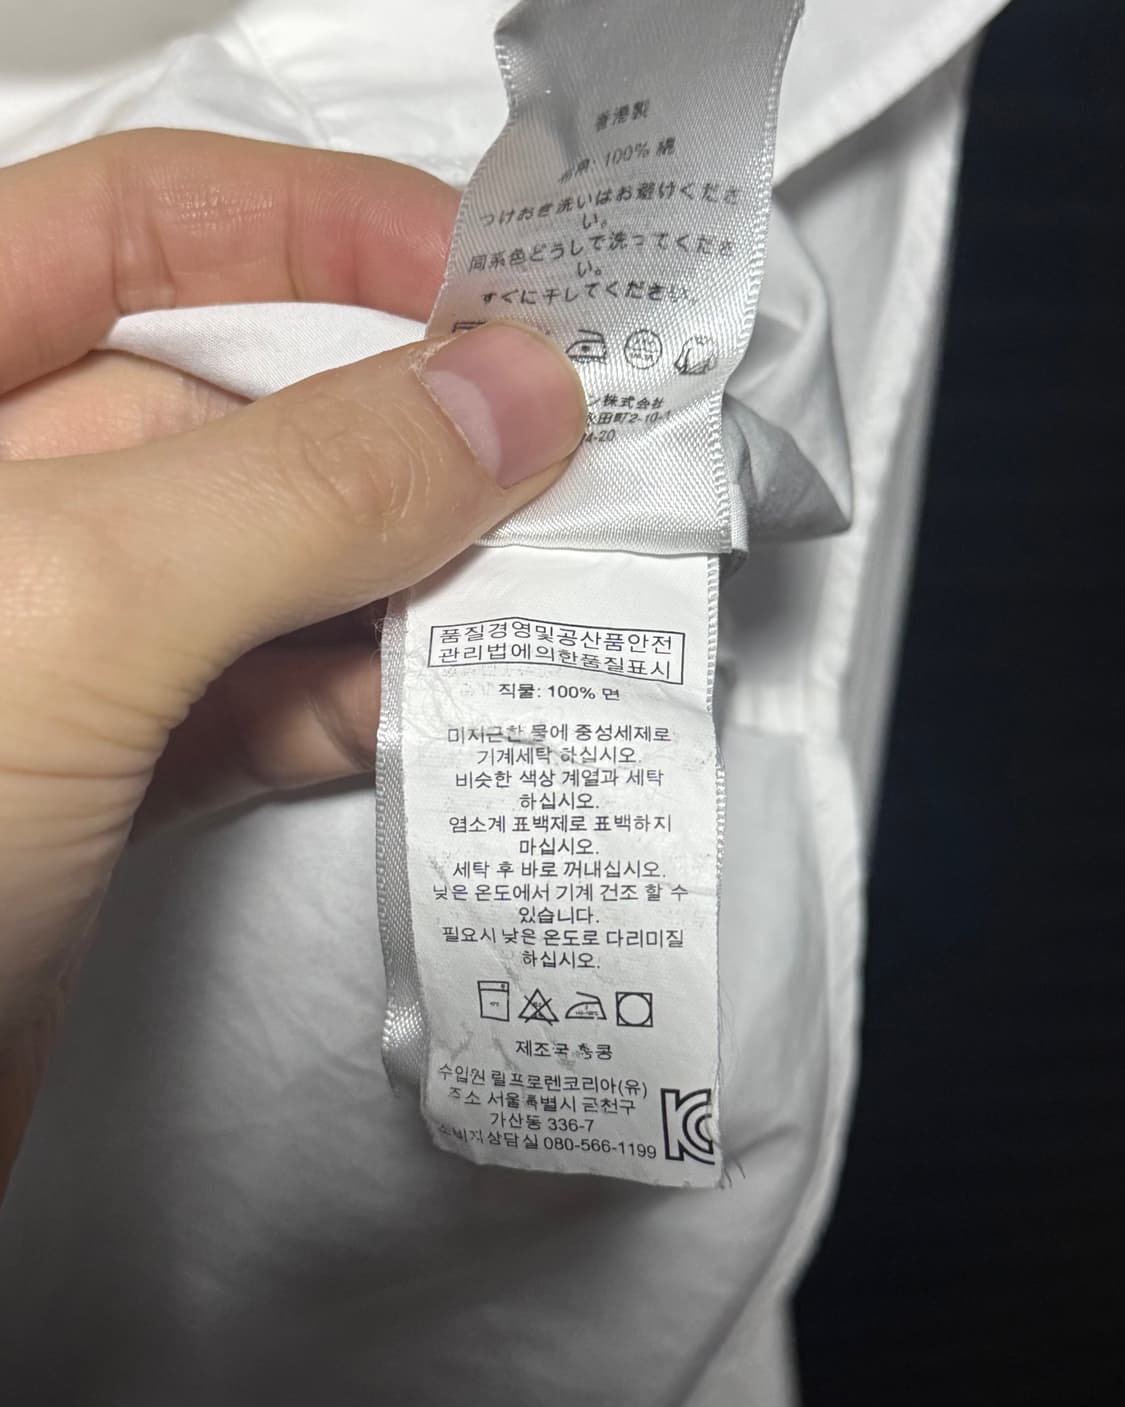 香港製
100% 綿
つけおき洗いはお避けくださ
い。
同系色どうしで洗ってくださ
い。
すぐに干してください。
ン株式会社
永田町2-10-1
4-20
품질경영및공산품안전
관리법에의한품질표시
직물: 100% 면
미지근한 물에 중성세제로
기계세탁 하십시오.
비슷한 색상 계열과 세탁
하십시오.
염소계 표백제로 표백하지
마십시오.
세탁 후 바로 꺼내십시오.
낮은 온도에서 기계 건조 할 수
있습니다.
필요시 낮은 온도로 다리미질
하십시오.
제조국 홍콩
수입원 랄프로렌코리아(유)
주소 서울특별시 금천구
가산동 336-7
소비자상담실 080-566-1199